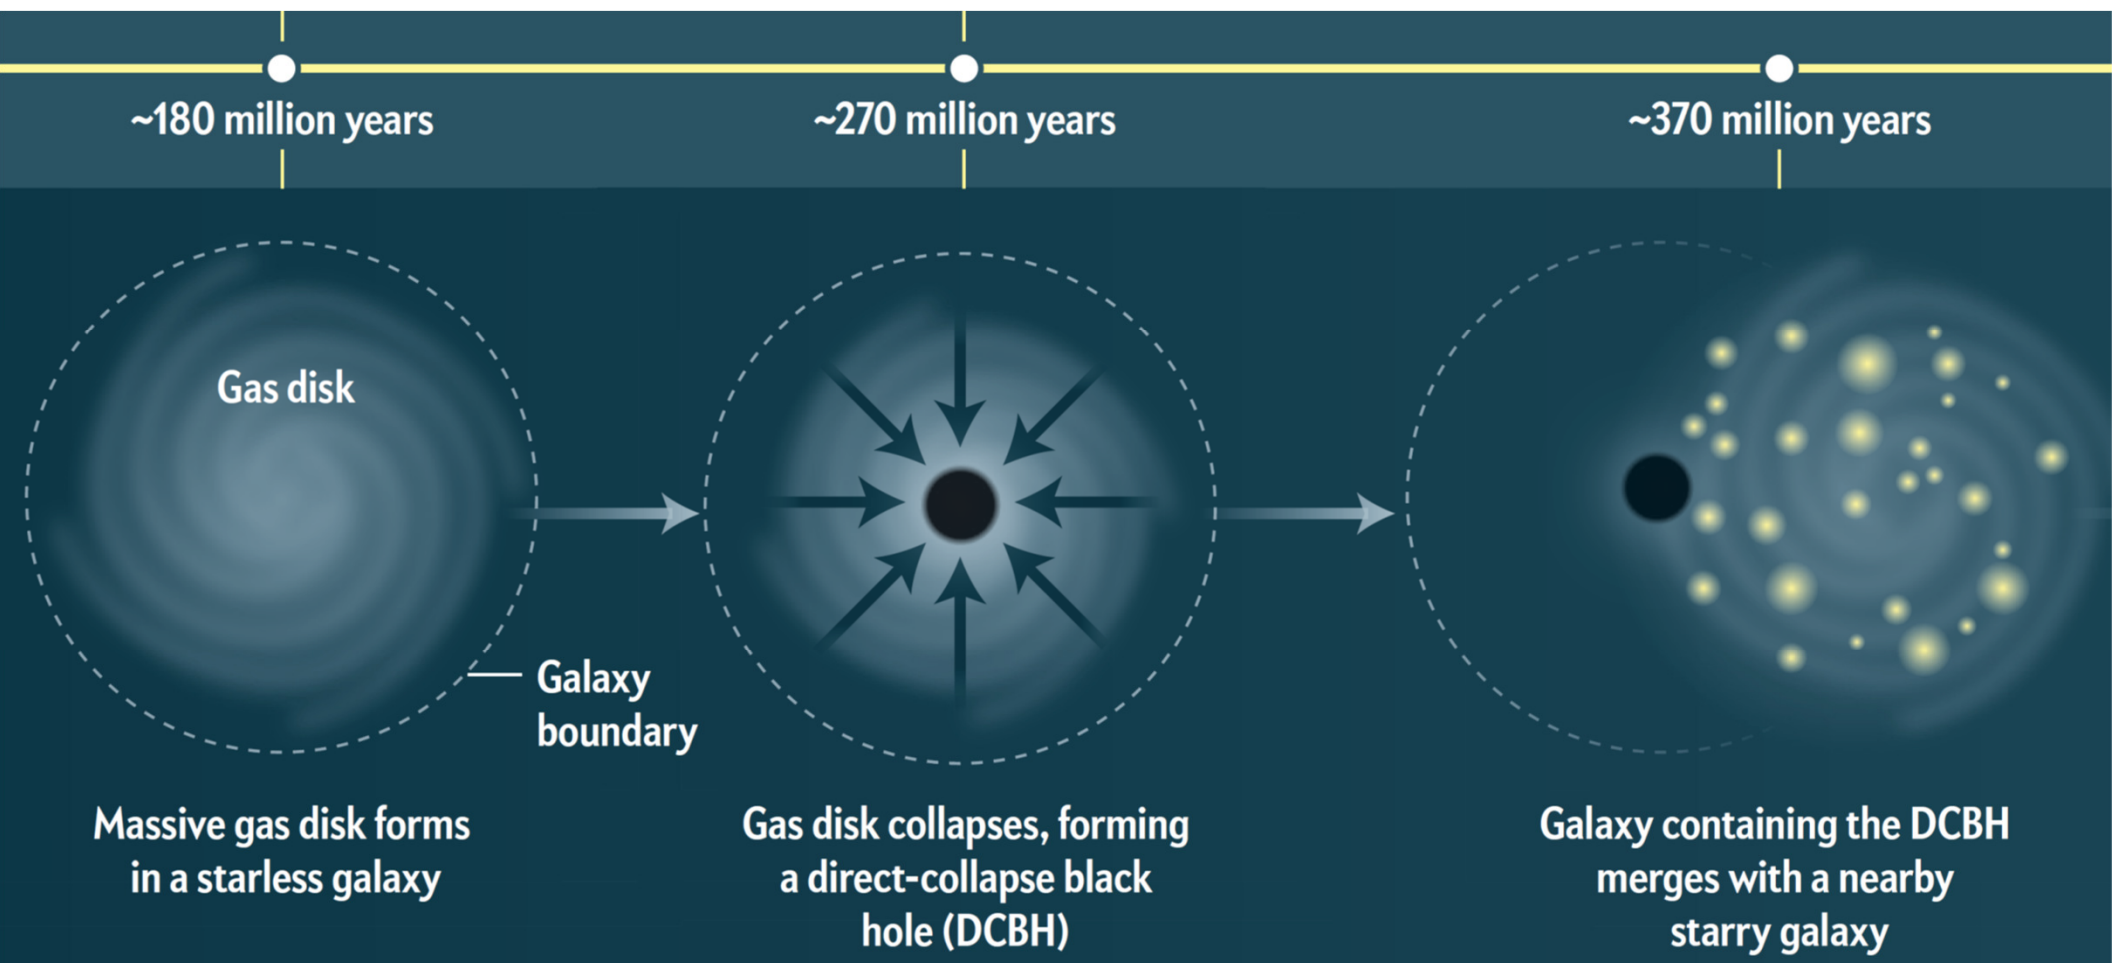 ~180 million years
~270 million years
~370 million years
Gas disk
Galaxy
boundary
Massive gas disk forms
in a starless galaxy
Gas disk collapses, forming
a direct-collapse black
hole (DCBH)
Galaxy containing the DCBH
merges with a nearby
starry galaxy